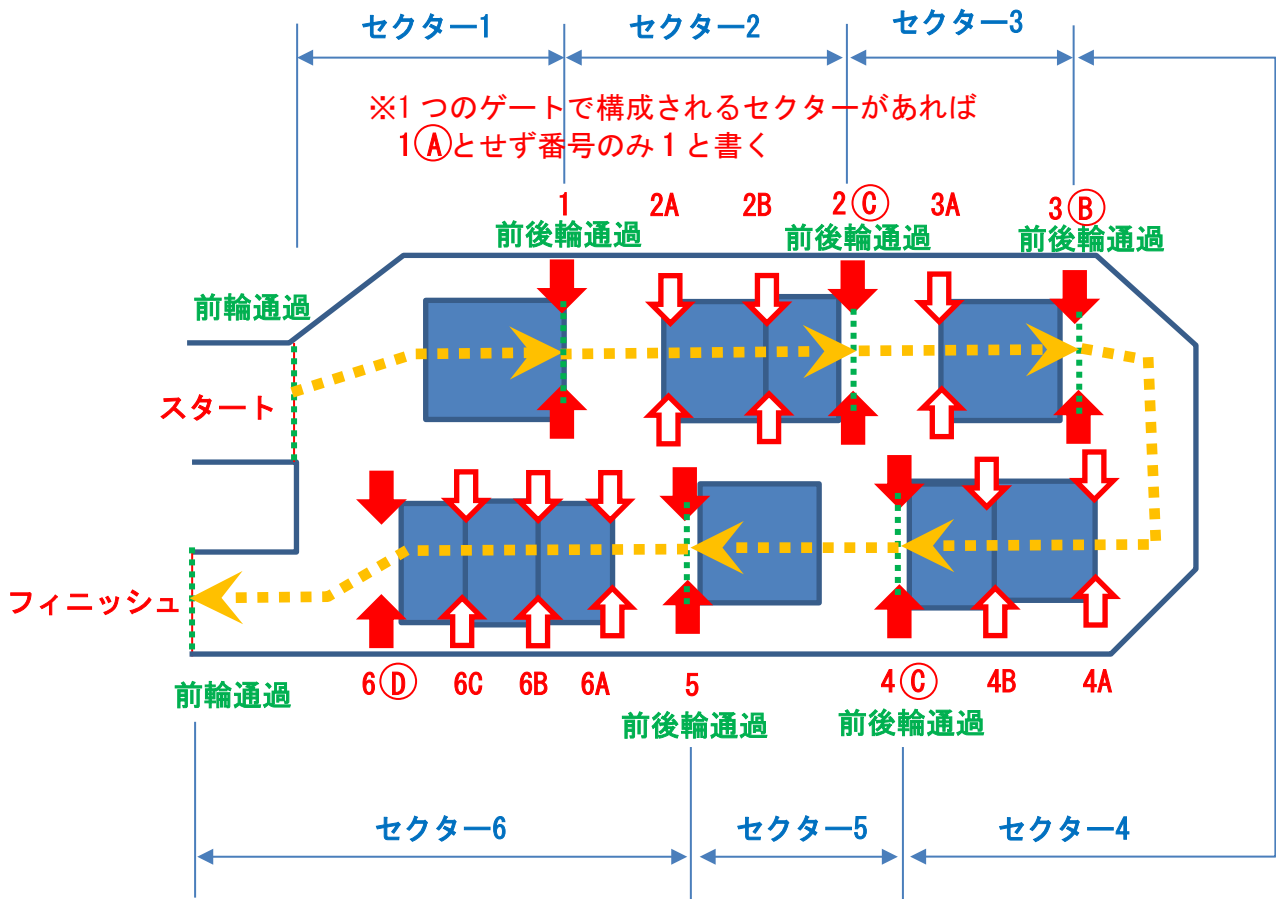 セクター1 セクター2 セクター3
※1つのゲートで構成されるセクターがあれば
1Ⓐとせず番号のみ1と書く
1 2A 2B 2Ⓒ 3A 3Ⓑ
前後輪通過 前後輪通過 前後輪通過
前輪通過
スタート
フィニッシュ
6Ⓓ 6C 6B 6A 5 4Ⓒ 4B 4A
前輪通過 前後輪通過 前後輪通過
セクター6 セクター5 セクター4